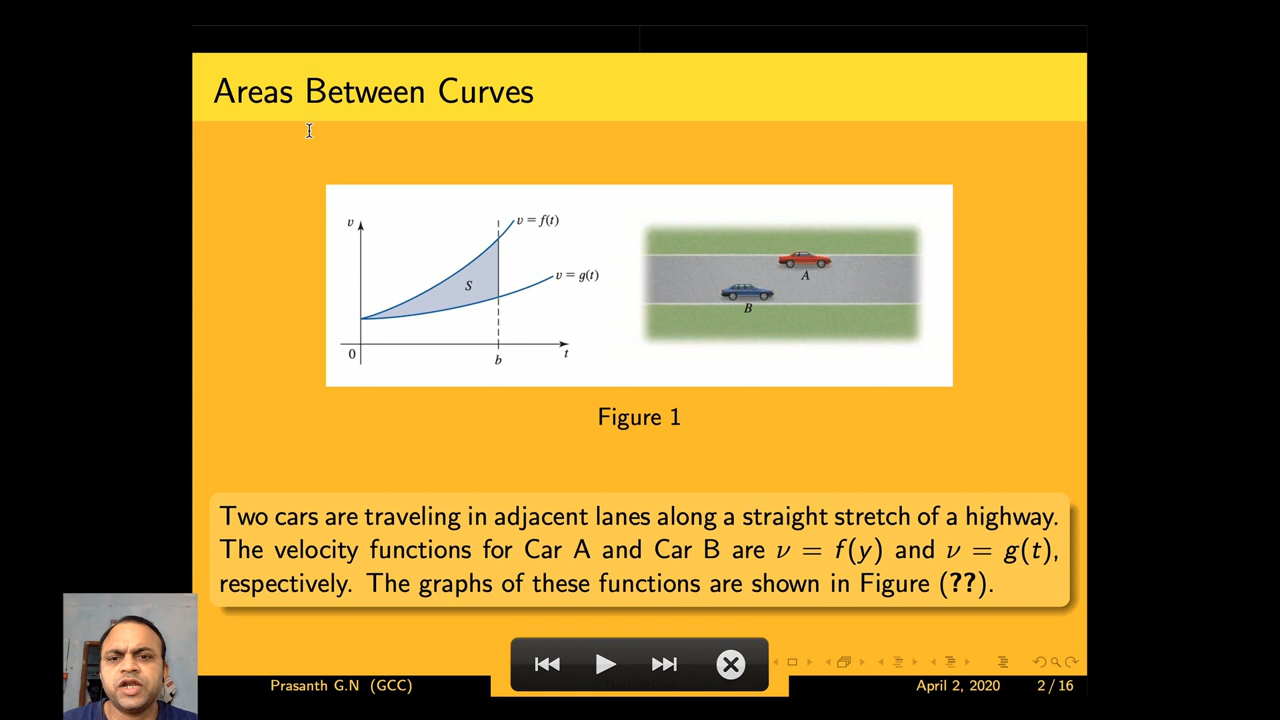 Areas Between Curves
v
v = f(t)
S
v = g(t)
0
b
t
A
B
Figure 1
Two cars are traveling in adjacent lanes along a straight stretch of a highway.
The velocity functions for Car A and Car B are ν = f(y) and ν = g(t),
respectively. The graphs of these functions are shown in Figure (??).
Prasanth G.N (GCC)
April 2, 2020
2 / 16